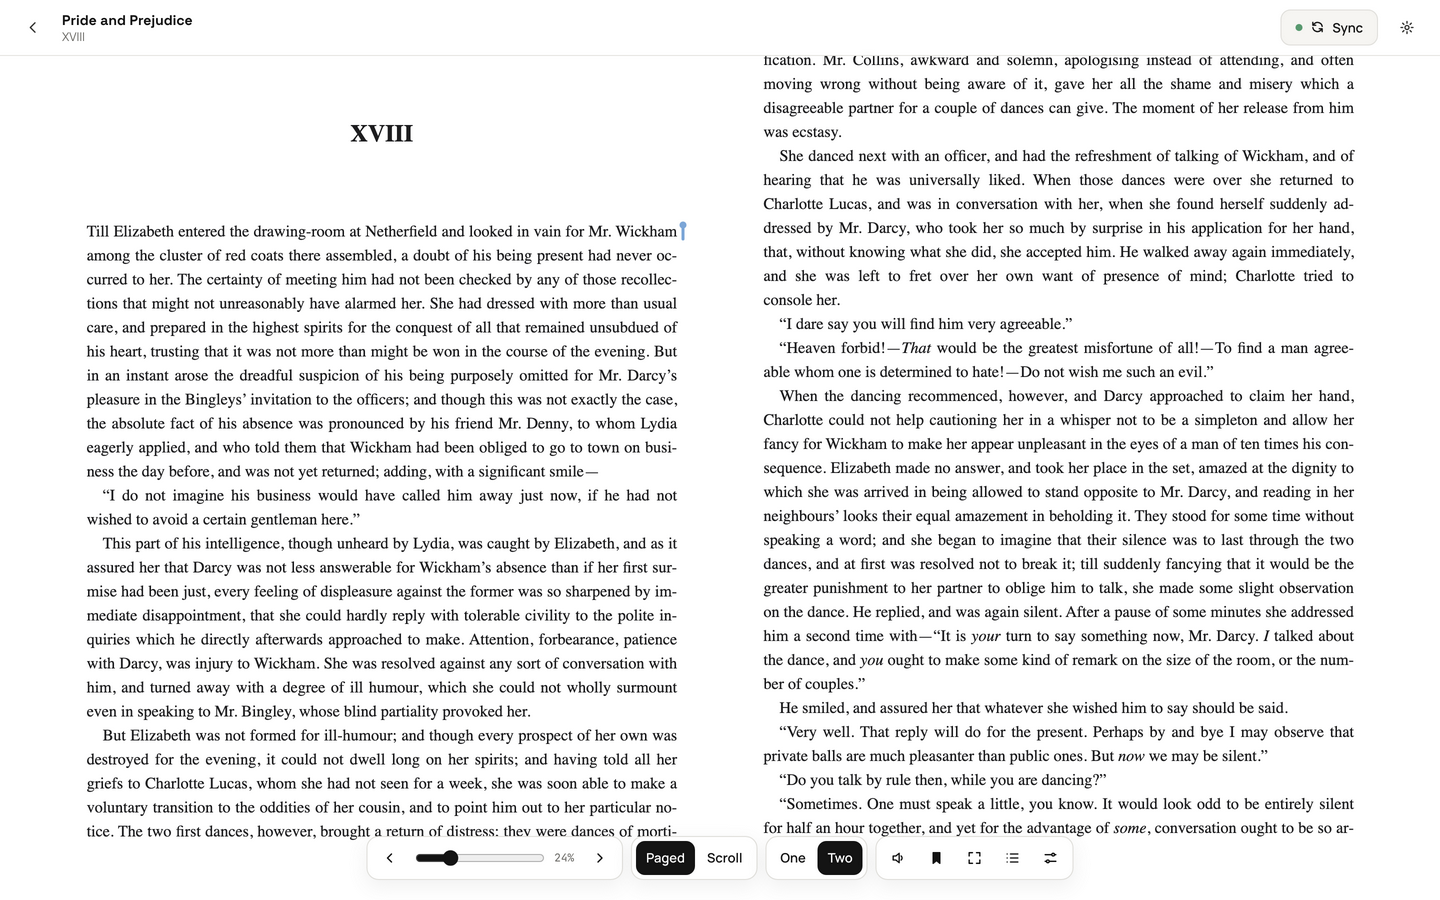 Pride and Prejudice
XVIII
Sync
XVIII
Till Elizabeth entered the drawing-room at Netherfield and looked in vain for Mr. Wickham
among the cluster of red coats there assembled, a doubt of his being present had never oc-
curred to her. The certainty of meeting him had not been checked by any of those recollec-
tions that might not unreasonably have alarmed her. She had dressed with more than usual
care, and prepared in the highest spirits for the conquest of all that remained unsubdued of
his heart, trusting that it was not more than might be won in the course of the evening. But
in an instant arose the dreadful suspicion of his being purposely omitted for Mr. Darcy’s
pleasure in the Bingleys’ invitation to the officers; and though this was not exactly the case,
the absolute fact of his absence was pronounced by his friend Mr. Denny, to whom Lydia
eagerly applied, and who told them that Wickham had been obliged to go to town on busi-
ness the day before, and was not yet returned; adding, with a significant smile—
“I do not imagine his business would have called him away just now, if he had not
wished to avoid a certain gentleman here.”
This part of his intelligence, though unheard by Lydia, was caught by Elizabeth, and as it
assured her that Darcy was not less answerable for Wickham’s absence than if her first sur-
mise had been just, every feeling of displeasure against the former was so sharpened by im-
mediate disappointment, that she could hardly reply with tolerable civility to the polite in-
quiries which he directly afterwards approached to make. Attention, forbearance, patience
with Darcy, was injury to Wickham. She was resolved against any sort of conversation with
him, and turned away with a degree of ill humour, which she could not wholly surmount
even in speaking to Mr. Bingley, whose blind partiality provoked her.
But Elizabeth was not formed for ill-humour; and though every prospect of her own was
destroyed for the evening, it could not dwell long on her spirits; and having told all her
griefs to Charlotte Lucas, whom she had not seen for a week, she was soon able to make a
voluntary transition to the oddities of her cousin, and to point him out to her particular no-
tice. The two first dances, however, brought a return of distress: they were dances of morti-
fication. Mr. Collins, awkward and solemn, apologising instead of attending, and often
moving wrong without being aware of it, gave her all the shame and misery which a
disagreeable partner for a couple of dances can give. The moment of her release from him
was ecstasy.
She danced next with an officer, and had the refreshment of talking of Wickham, and of
hearing that he was universally liked. When those dances were over she returned to
Charlotte Lucas, and was in conversation with her, when she found herself suddenly ad-
dressed by Mr. Darcy, who took her so much by surprise in his application for her hand,
that, without knowing what she did, she accepted him. He walked away again immediately,
and she was left to fret over her own want of presence of mind; Charlotte tried to
console her.
“I dare say you will find him very agreeable.”
“Heaven forbid!—That would be the greatest misfortune of all!—To find a man agree-
able whom one is determined to hate!—Do not wish me such an evil.”
When the dancing recommenced, however, and Darcy approached to claim her hand,
Charlotte could not help cautioning her in a whisper not to be a simpleton and allow her
fancy for Wickham to make her appear unpleasant in the eyes of a man of ten times his con-
sequence. Elizabeth made no answer, and took her place in the set, amazed at the dignity to
which she was arrived in being allowed to stand opposite to Mr. Darcy, and reading in her
neighbours’ looks their equal amazement in beholding it. They stood for some time without
speaking a word; and she began to imagine that their silence was to last through the two
dances, and at first was resolved not to break it; till suddenly fancying that it would be the
greater punishment to her partner to oblige him to talk, she made some slight observation
on the dance. He replied, and was again silent. After a pause of some minutes she addressed
him a second time with—“It is your turn to say something now, Mr. Darcy. I talked about
the dance, and you ought to make some kind of remark on the size of the room, or the num-
ber of couples.”
He smiled, and assured her that whatever she wished him to say should be said.
“Very well. That reply will do for the present. Perhaps by and bye I may observe that
private balls are much pleasanter than public ones. But now we may be silent.”
“Do you talk by rule then, while you are dancing?”
“Sometimes. One must speak a little, you know. It would look odd to be entirely silent
for half an hour together, and yet for the advantage of some, conversation ought to be so ar-
24%
Paged
Scroll
One
Two